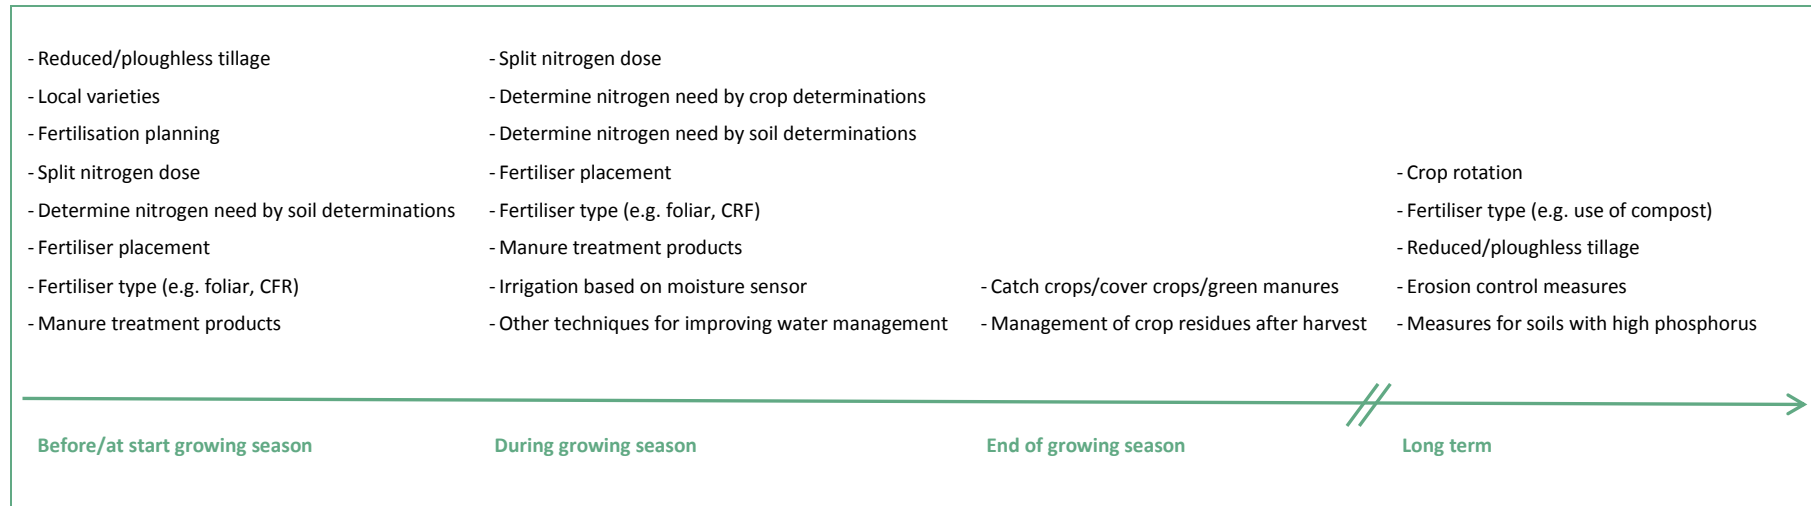 - Reduced/ploughless tillage
- Local varieties
- Fertilisation planning
- Split nitrogen dose
- Determine nitrogen need by soil determinations
- Fertiliser placement
- Fertiliser type (e.g. foliar, CFR)
- Manure treatment products
- Split nitrogen dose
- Determine nitrogen need by crop determinations
- Determine nitrogen need by soil determinations
- Fertiliser placement
- Fertiliser type (e.g. foliar, CRF)
- Manure treatment products
- Irrigation based on moisture sensor
- Other techniques for improving water management
- Catch crops/cover crops/green manures
- Management of crop residues after harvest
- Crop rotation
- Fertiliser type (e.g. use of compost)
- Reduced/ploughless tillage
- Erosion control measures
- Measures for soils with high phosphorus
Before/at start growing season
During growing season
End of growing season
Long term